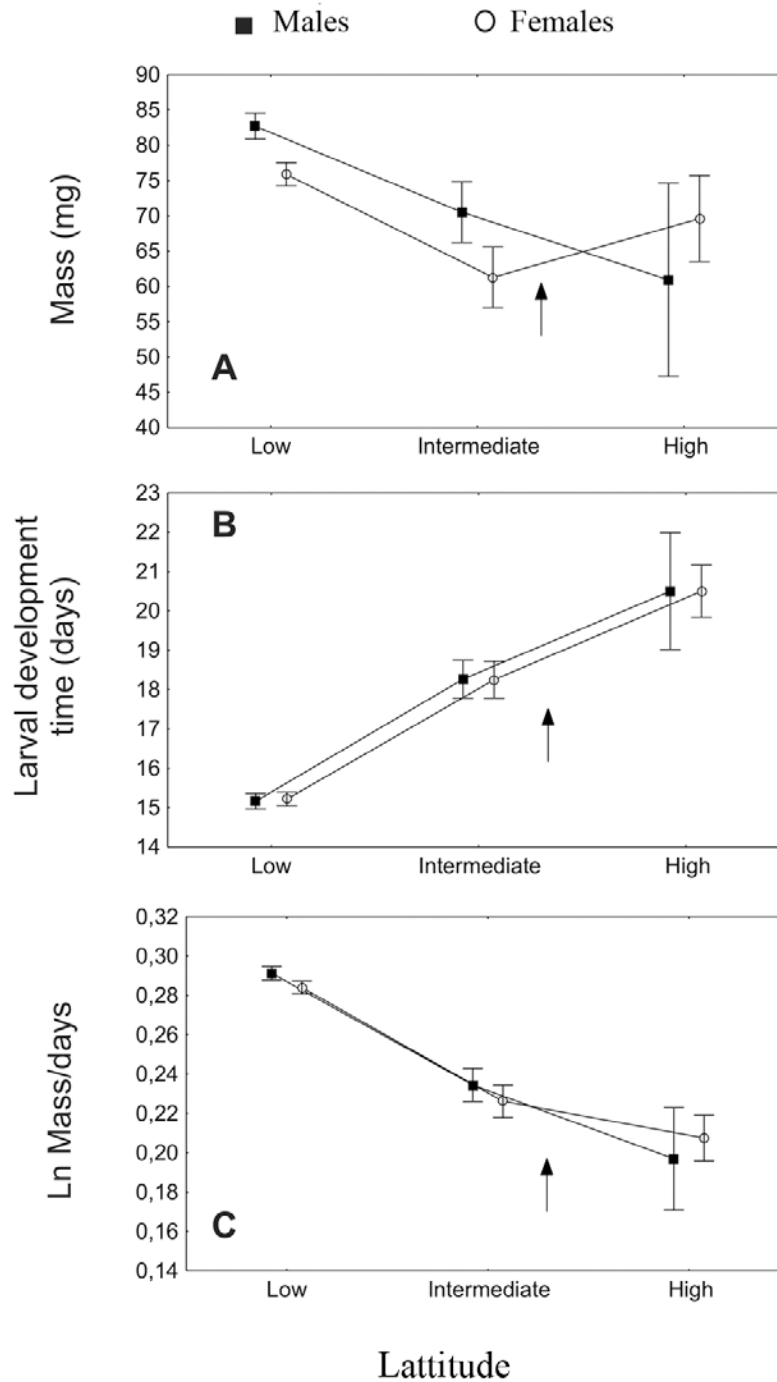 ■ Males ○ Females
Mass (mg)
90
85
80
75
70
65
60
55
50
45
40
A
Low Intermediate High
Larval development
time (days)
23
22
21
20
19
18
17
16
15
14
B
Low Intermediate High
Ln Mass/days
0,32
0,30
0,28
0,26
0,24
0,22
0,20
0,18
0,16
0,14
C
Low Intermediate High
Lattitude